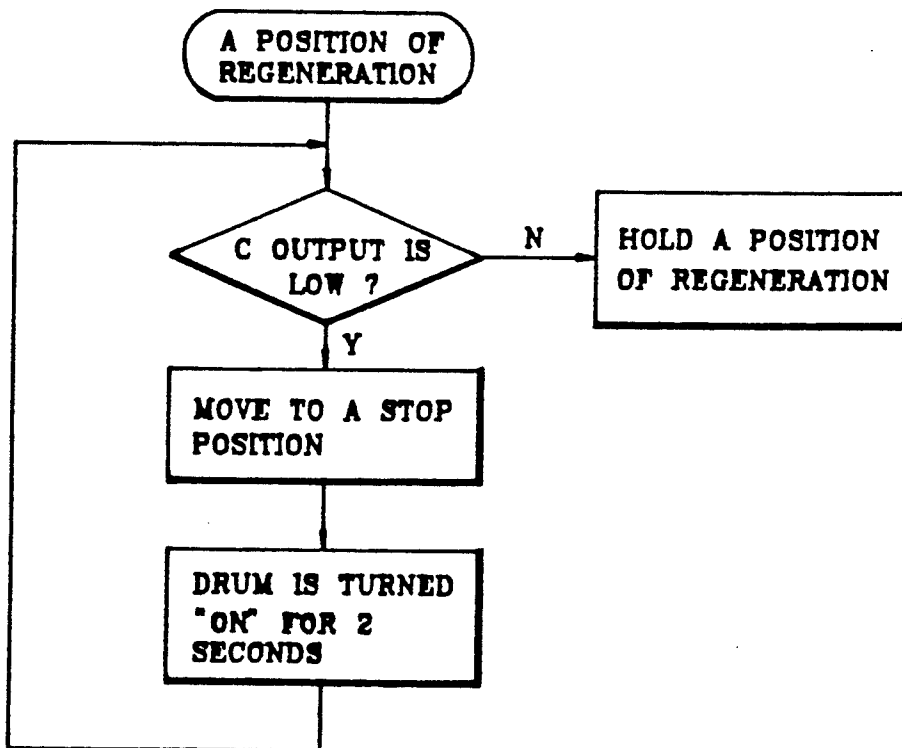 A POSITION OF
REGENERATION
C OUTPUT IS
LOW ?
N
HOLD A POSITION
OF REGENERATION
Y
MOVE TO A STOP
POSITION
DRUM IS TURNED
"ON" FOR 2
SECONDS